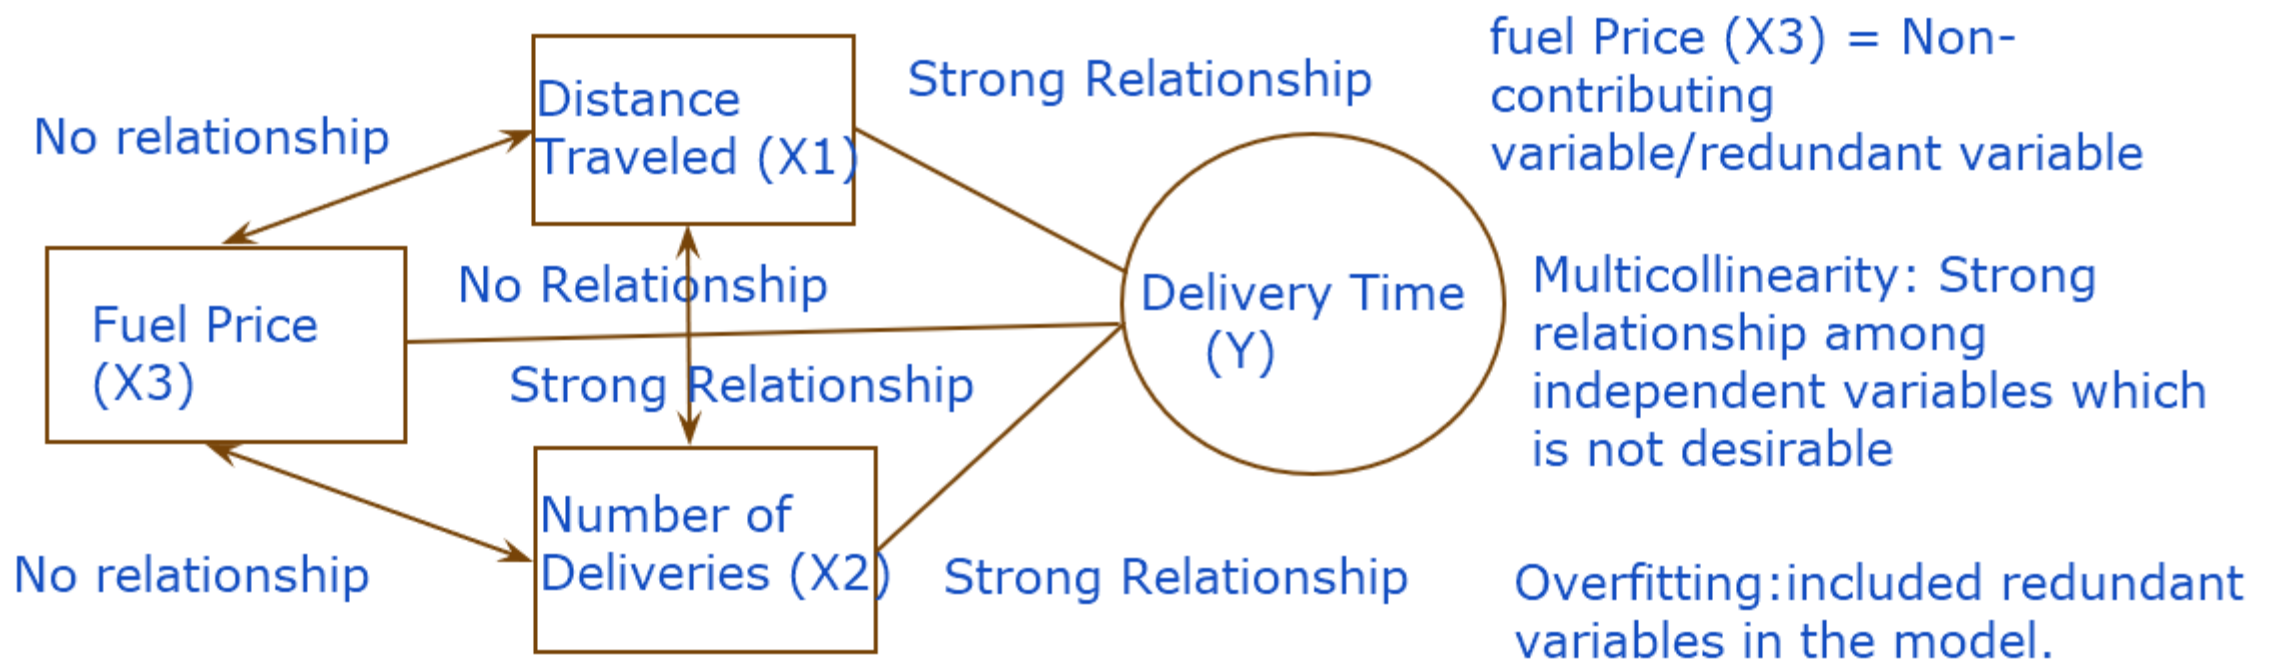 No relationship
Distance
Traveled (X1)
Strong Relationship
fuel Price (X3) = Non-
contributing
variable/redundant variable
Fuel Price
(X3)
No Relationship
Strong Relationship
Delivery Time
(Y)
Multicollinearity: Strong
relationship among
independent variables which
is not desirable
No relationship
Number of
Deliveries (X2)
Strong Relationship
Overfitting:included redundant
variables in the model.